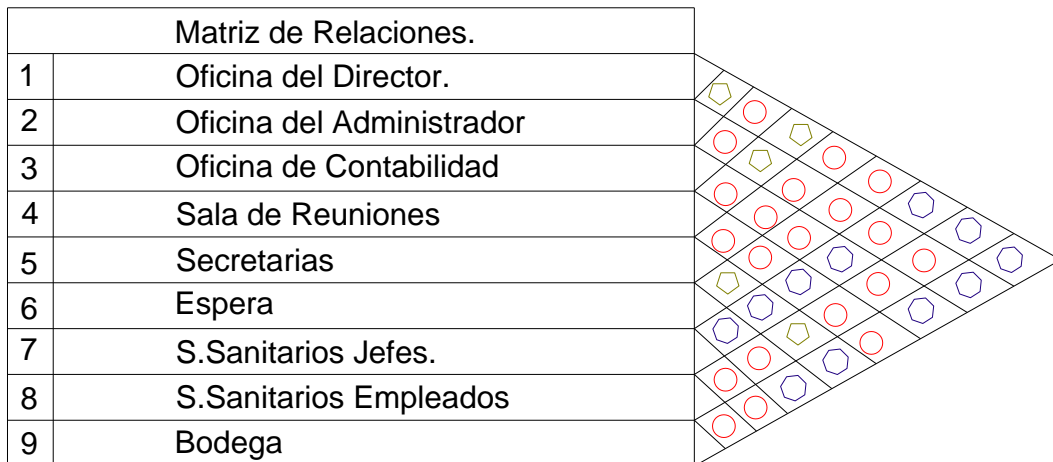 Matriz de Relaciones.
1 Oficina del Director.
2 Oficina del Administrador
3 Oficina de Contabilidad
4 Sala de Reuniones
5 Secretarias
6 Espera
7 S.Sanitarios Jefes.
8 S.Sanitarios Empleados
9 Bodega